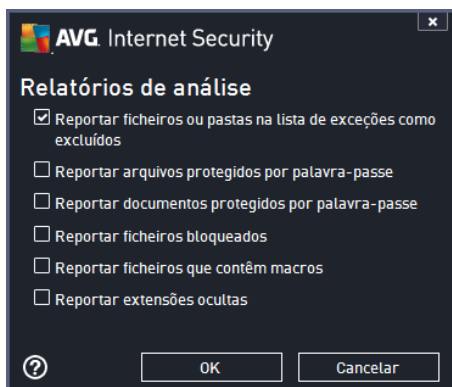 AVG. Internet Security
Relatórios de análise
Reportar ficheiros ou pastas na lista de exceções como
excluídos
Reportar arquivos protegidos por palavra-passe
Reportar documentos protegidos por palavra-passe
Reportar ficheiros bloqueados
Reportar ficheiros que contêm macros
Reportar extensões ocultas
OK
Cancelar